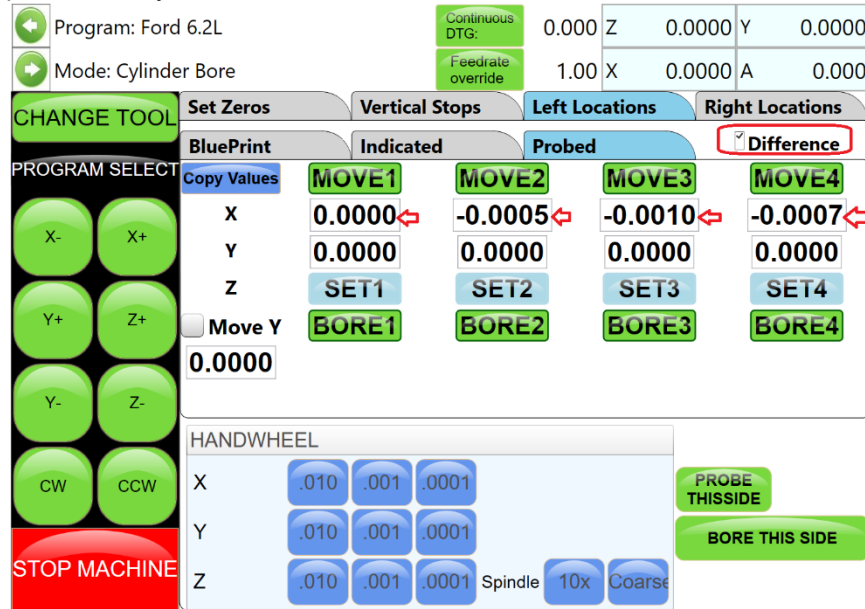 Program: Ford 6.2L
Continuous DTG:
0.000 Z 0.0000 Y 0.0000
Mode: Cylinder Bore
Feedrate override
1.00 X 0.0000 A 0.000
CHANGE TOOL
Set Zeros Vertical Stops Left Locations Right Locations
BluePrint Indicated Probed Difference
PROGRAM SELECT
Copy Values MOVE1 MOVE2 MOVE3 MOVE4
X 0.0000 -0.0005 -0.0010 -0.0007
Y 0.0000 0.0000 0.0000 0.0000
Z SET1 SET2 SET3 SET4
Move Y BORE1 BORE2 BORE3 BORE4
0.0000
X- X+
Y+ Z+
Y- Z-
CW CCW
STOP MACHINE
HANDWHEEL
X .010 .001 .0001
Y .010 .001 .0001
Z .010 .001 .0001 Spindle 10x Coarse
PROBE THISSIDE
BORE THIS SIDE